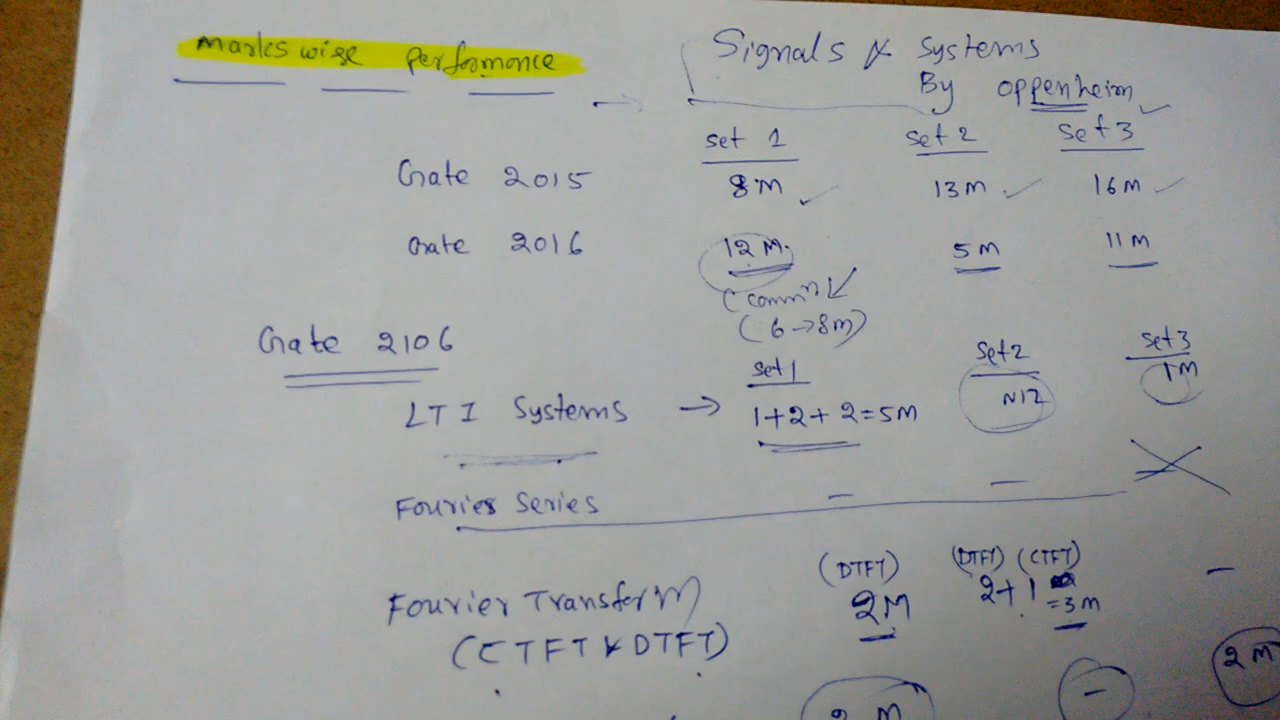 Marks wise performance
Signals & Systems
By Oppenheim
set 1 set 2 set 3
Gate 2015 8M 13M 16M
Gate 2016 12M. 5M 11M
(commn
(6→8M)
Gate 2106
set 1 set2 set3
LTI Systems → 1+2+2=5M NIL 1M
Fourier Series – – –
(DTFT) (DTFT) (CTFT)
Fourier Transform 2M 2+1 =3M –
(CTFT & DTFT)
2M – 2M